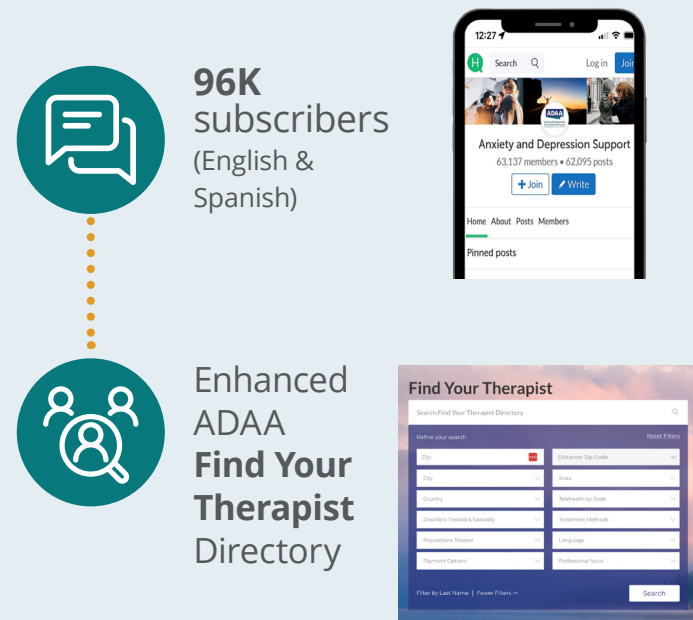 96K
subscribers
(English &
Spanish)
12:27
H
Search
Log in
Join
ADAA
Anxiety and Depression Support
63,137 members • 62,095 posts
+ Join
Write
Home About Posts Members
Pinned posts
Enhanced
ADAA
Find Your
Therapist
Directory
Find Your Therapist
Search Find Your Therapist Directory
Refine your search
Reset Filters
Zip
Distance: Zip Code
City
State
Country
Telehealth by State
Disorders Treated & Specialty
Treatment Methods
Populations Treated
Language
Payment Options
Professional focus
Filter by Last Name | Fewer Filters
Search